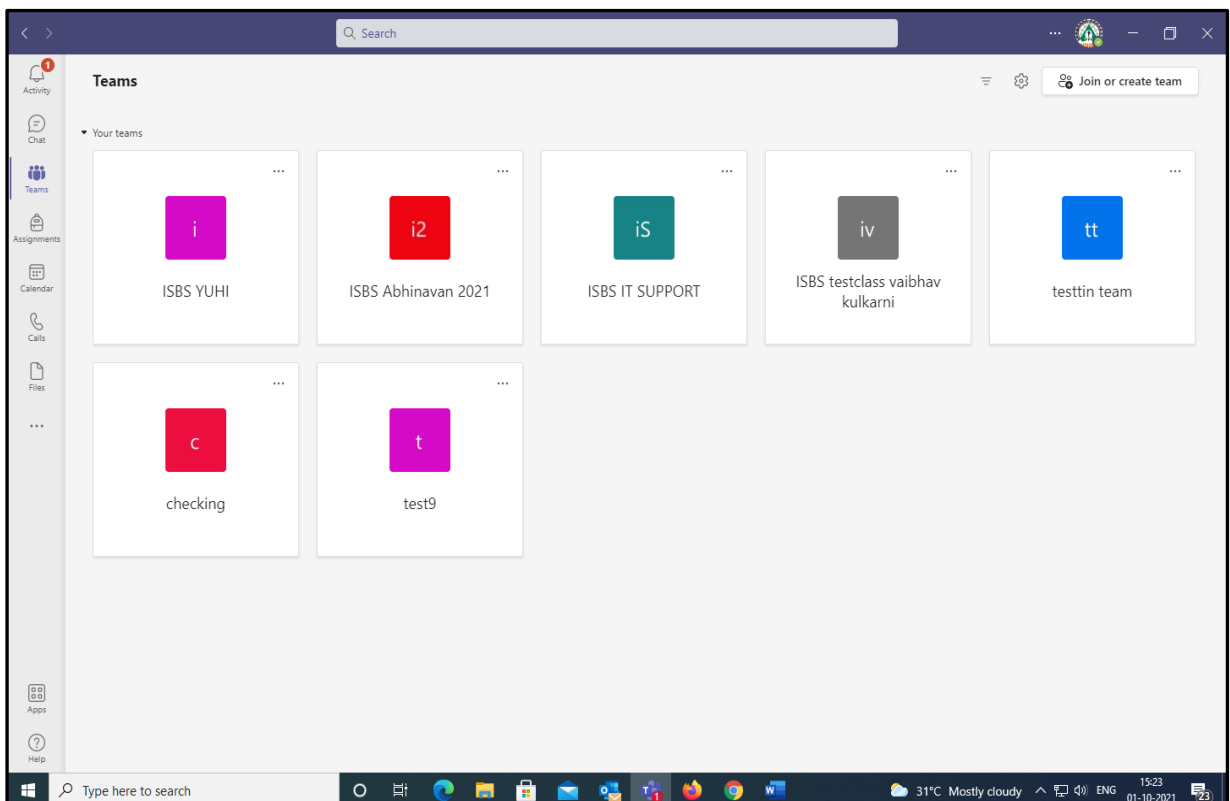 Search
1
Activity
Chat
Teams
Assignments
Calendar
Calls
Files
Apps
Help
Teams
Join or create team
Your teams
i
ISBS YUHI
i2
ISBS Abhinavan 2021
iS
ISBS IT SUPPORT
iv
ISBS testclass vaibhav
kulkarni
tt
testtin team
c
checking
t
test9
Type here to search
1
31°C Mostly cloudy
ENG
15:23
01-10-2021
23